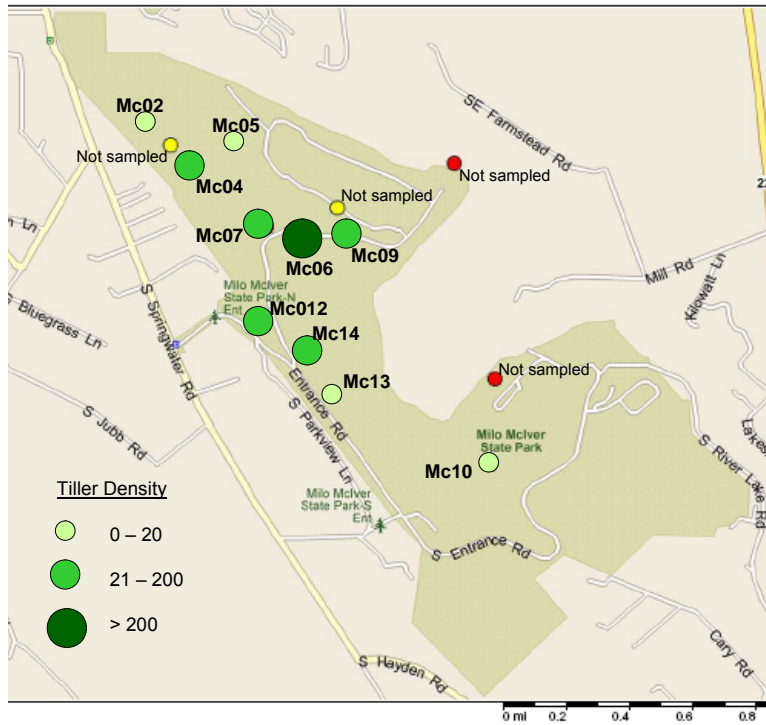 Mc02
Mc05
SE Farmstead Rd
Not sampled
Mc04
Not sampled
Not sampled
22
Ln
Mc07
Mc06
Mc09
Mill Rd
Kilowatt Ln
Milo McIver
State Park-N
Ent
Mc012
S Bluegrass Ln
S Springwater Rd
Mc14
Not sampled
Mc13
Entrance Rd
S Parkview Ln
S Jubb Rd
Milo McIver
State Park
Mc10
Lakes
S River Lake Rd
Tiller Density
0 – 20
21 – 200
> 200
Milo McIver
State Park-S
Ent
S Entrance Rd
Cary Rd
S Hayden Rd
0 mi 0.2 0.4 0.6 0.8